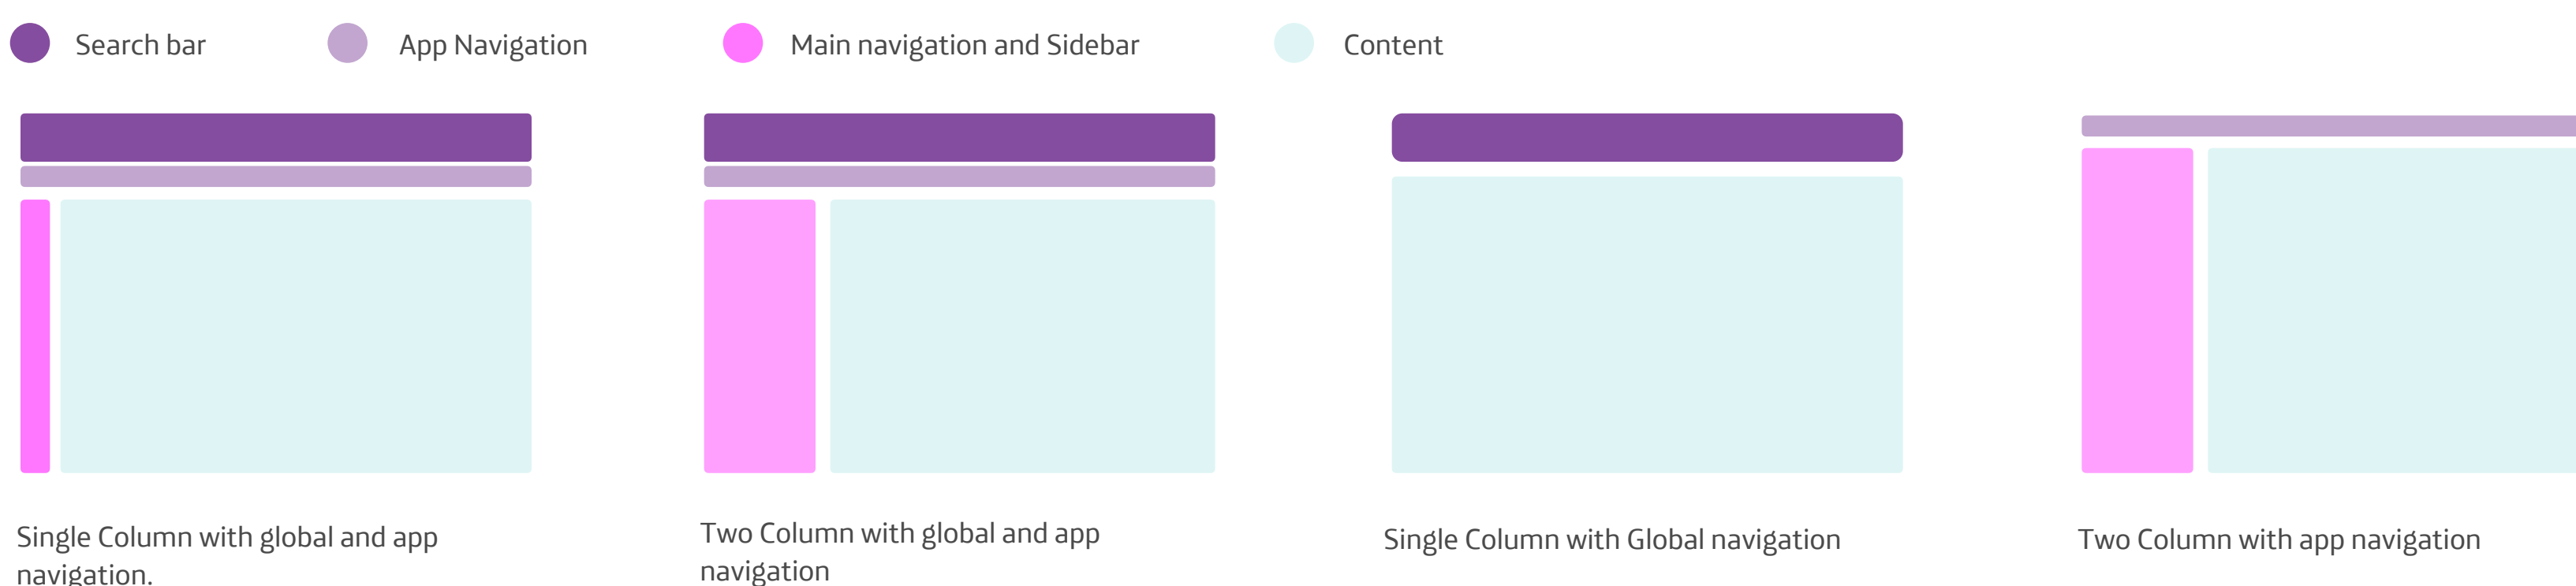 Search bar
App Navigation
Main navigation and Sidebar
Content
Single Column with global and app
navigation.
Two Column with global and app
navigation
Single Column with Global navigation
Two Column with app navigation